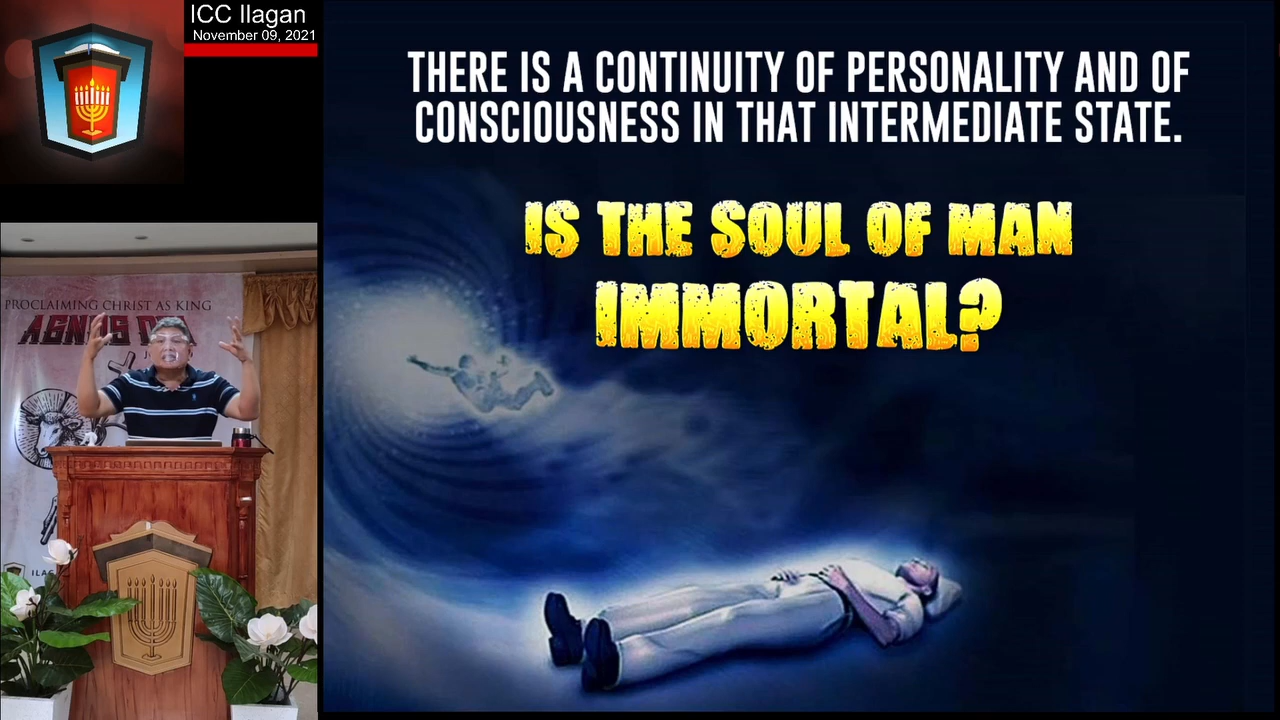 ICC Ilagan
November 09, 2021
THERE IS A CONTINUITY OF PERSONALITY AND OF
CONSCIOUSNESS IN THAT INTERMEDIATE STATE.
IS THE SOUL OF MAN
IMMORTAL?
PROCLAIMING CHRIST AS KING
AGNUS